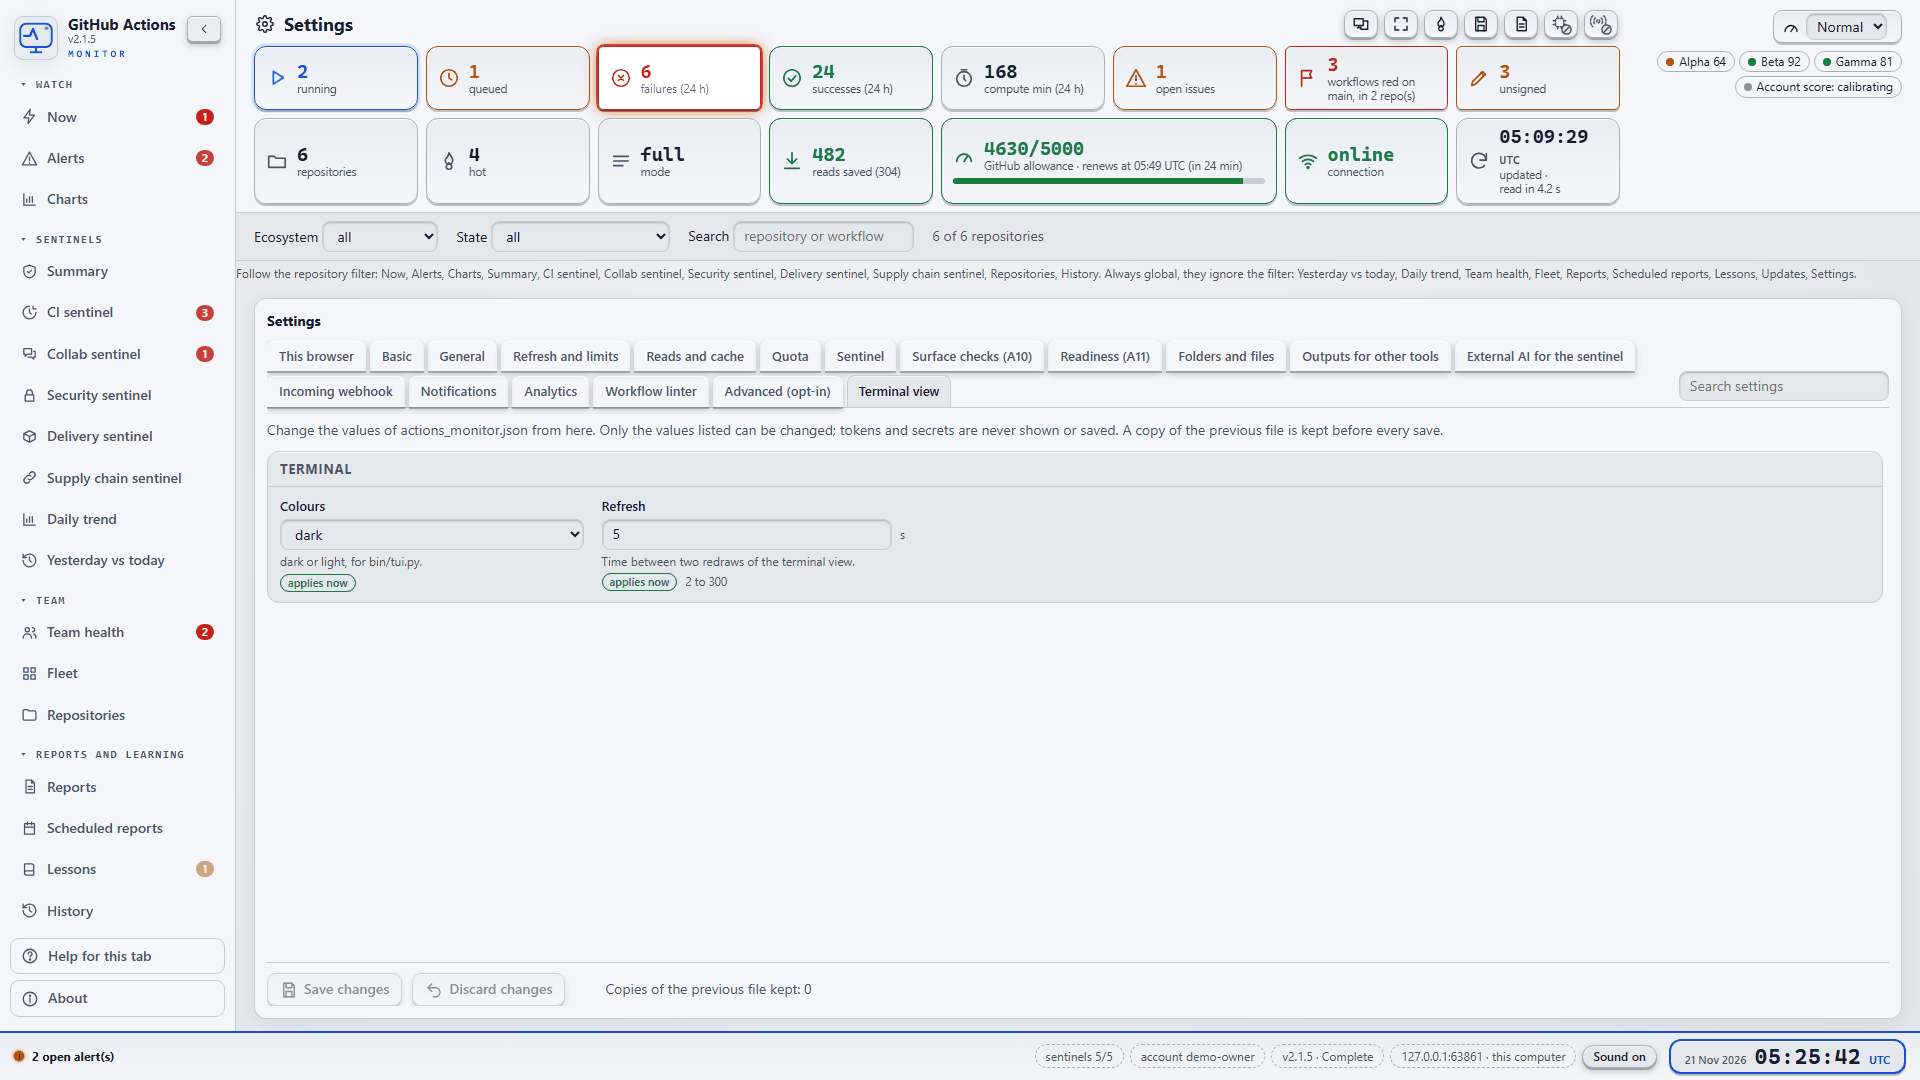 GitHub Actions
v2.1.5
MONITOR
WATCH
Now 1
Alerts 2
Charts
SENTINELS
Summary
CI sentinel 3
Collab sentinel 1
Security sentinel
Delivery sentinel
Supply chain sentinel
Daily trend
Yesterday vs today
TEAM
Team health 2
Fleet
Repositories
REPORTS AND LEARNING
Reports
Scheduled reports
Lessons 1
History
Help for this tab
About
Settings
Normal
2
running
1
queued
6
failures (24 h)
24
successes (24 h)
168
compute min (24 h)
1
open issues
3
workflows red on
main, in 2 repo(s)
3
unsigned
Alpha 64
Beta 92
Gamma 81
Account score: calibrating
6
repositories
4
hot
full
mode
482
reads saved (304)
4630/5000
GitHub allowance · renews at 05:49 UTC (in 24 min)
online
connection
05:09:29
UTC
updated ·
read in 4.2 s
Ecosystem all State all Search repository or workflow 6 of 6 repositories
Follow the repository filter: Now, Alerts, Charts, Summary, CI sentinel, Collab sentinel, Security sentinel, Delivery sentinel, Supply chain sentinel, Repositories, History. Always global, they ignore the filter: Yesterday vs today, Daily trend, Team health, Fleet, Reports, Scheduled reports, Lessons, Updates, Settings.
Settings
This browser Basic General Refresh and limits Reads and cache Quota Sentinel Surface checks (A10) Readiness (A11) Folders and files Outputs for other tools External AI for the sentinel
Incoming webhook Notifications Analytics Workflow linter Advanced (opt-in) Terminal view
Search settings
Change the values of actions_monitor.json from here. Only the values listed can be changed; tokens and secrets are never shown or saved. A copy of the previous file is kept before every save.
TERMINAL
Colours
dark
dark or light, for bin/tui.py.
applies now
Refresh
5 s
Time between two redraws of the terminal view.
applies now 2 to 300
Save changes Discard changes Copies of the previous file kept: 0
2 open alert(s)
sentinels 5/5
account demo-owner
v2.1.5 · Complete
127.0.0.1:63861 · this computer
Sound on
21 Nov 2026 05:25:42 UTC